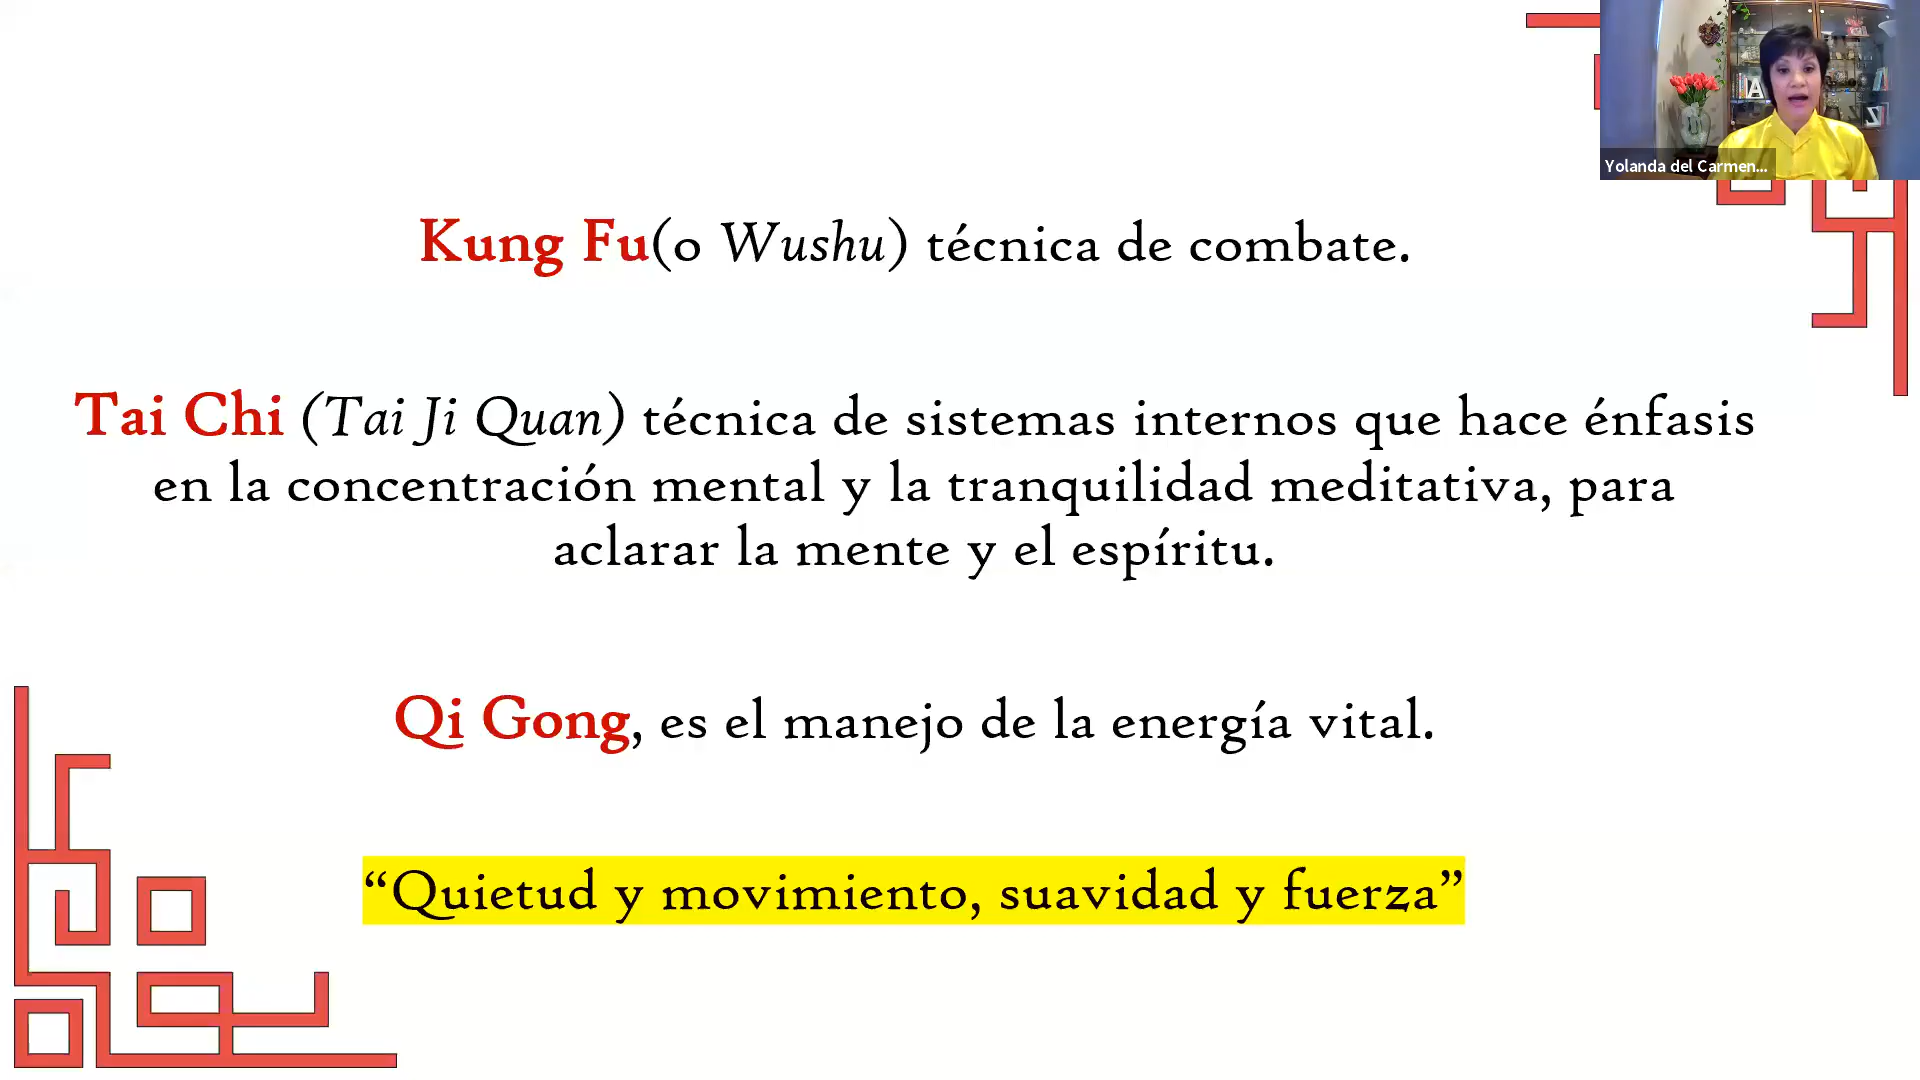 Yolanda del Carmen...
Kung Fu(o Wushu) técnica de combate.
Tai Chi (Tai Ji Quan) técnica de sistemas internos que hace énfasis
en la concentración mental y la tranquilidad meditativa, para
aclarar la mente y el espíritu.
Qi Gong, es el manejo de la energía vital.
“Quietud y movimiento, suavidad y fuerza”